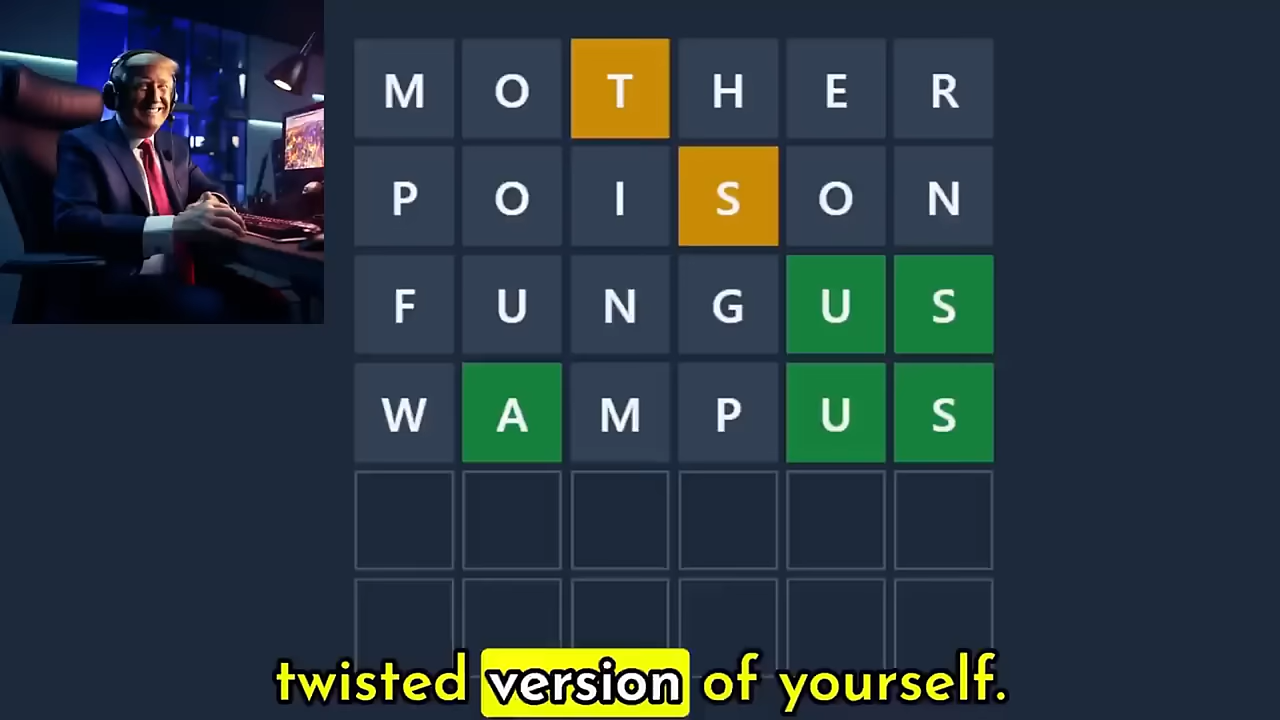 MOTHER
POISON
FUNGUS
WAMPUS
twisted version of yourself.